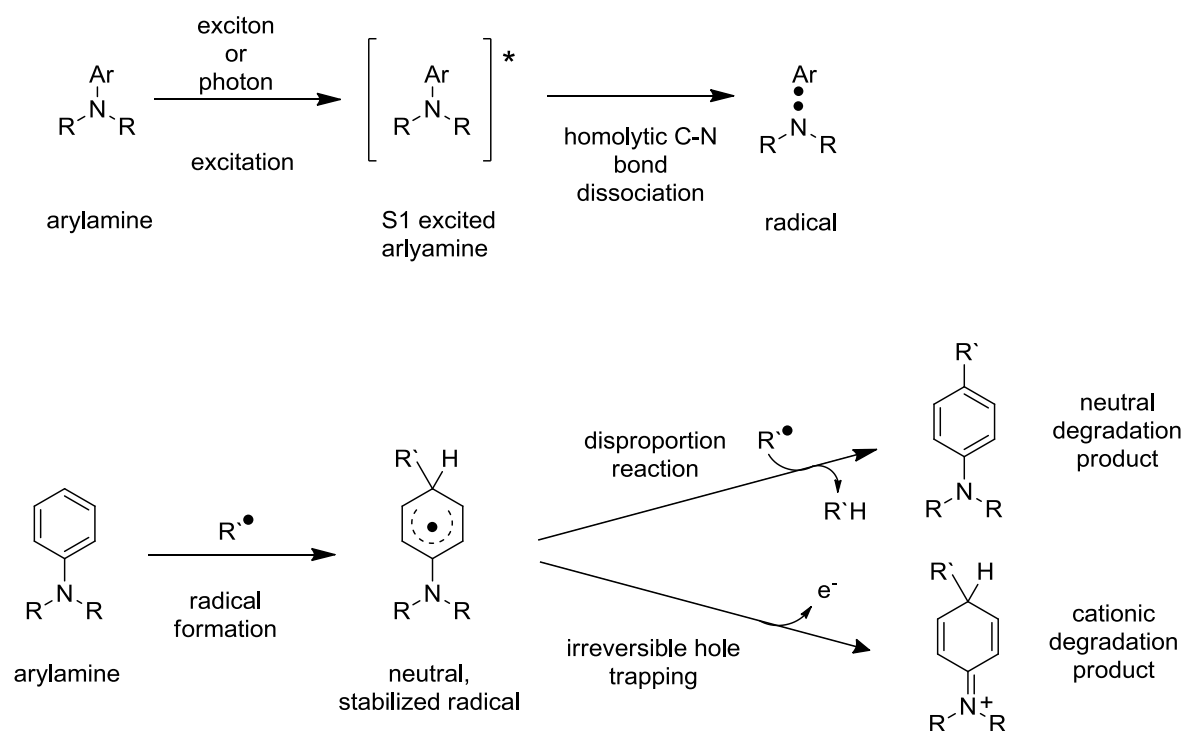 exciton
or
photon
excitation
Ar
N
R R
arylamine
Ar
N
R R
*
S1 excited
arlyamine
homolytic C-N
bond
dissociation
Ar
N
R R
radical
N
R R
arylamine
R`
radical
formation
R` H
N
R R
neutral,
stabilized radical
disproportion
reaction
R`
R`H
R`
N
R R
neutral
degradation
product
e-
irreversible hole
trapping
R` H
N+
R R
cationic
degradation
product